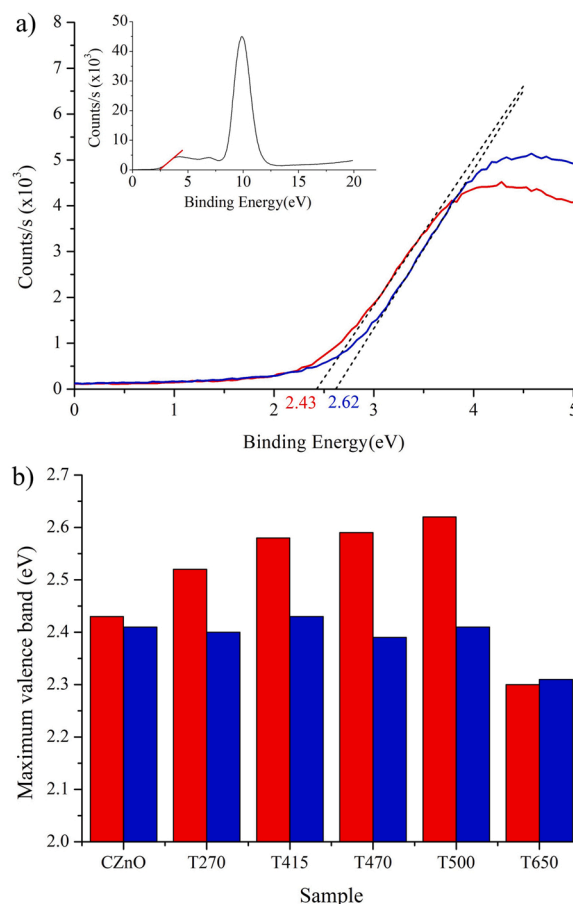 a)
8
7
6
5
4
3
2
1
0
Counts/s (x10³)
50
40
30
20
10
0
Counts/s (x10³)
0 5 10 15 20
Binding Energy(eV)
0 1 2 3 4 5
2.43 2.62
Binding Energy(eV)
b)
2.7
2.6
2.5
2.4
2.3
2.2
2.1
2.0
Maximum valence band (eV)
CZnO T270 T415 T470 T500 T650
Sample